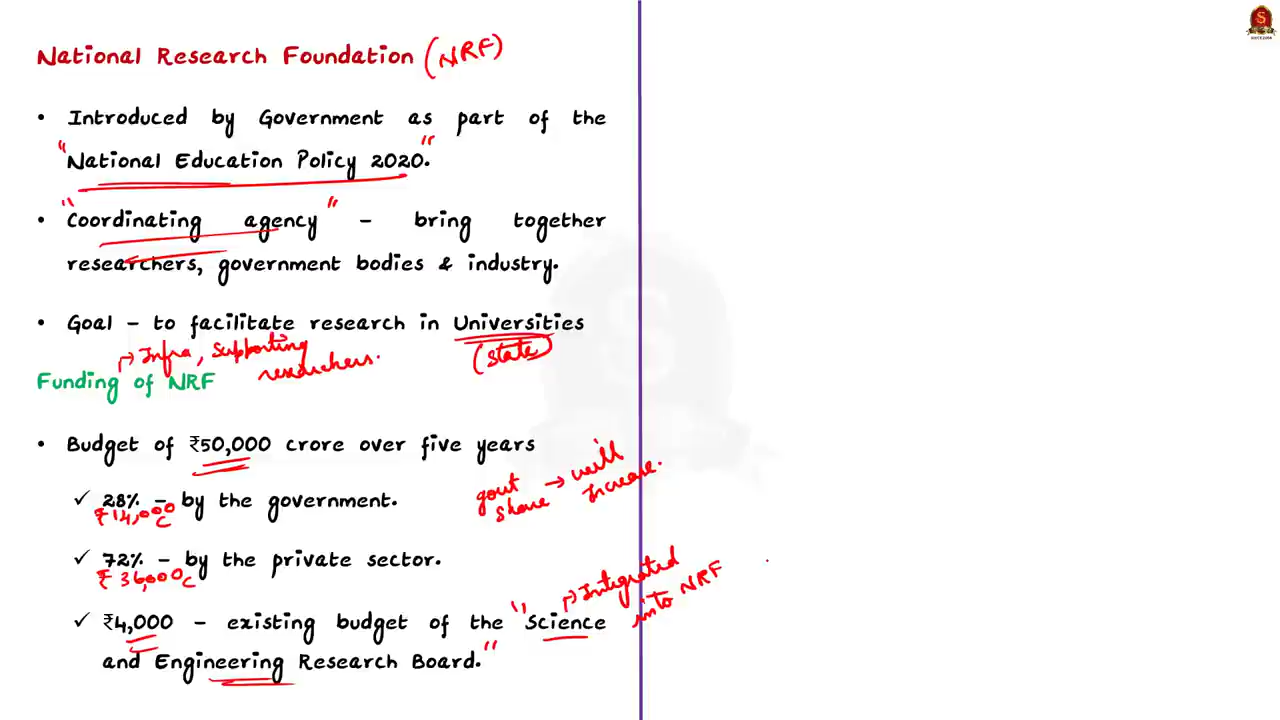 National Research Foundation (NRF)
• Introduced by Government as part of the
"National Education Policy 2020."
"Coordinating agency" – bring together
researchers, government bodies & industry.
• Goal – to facilitate research in Universities
(state)
→ Infra, supporting
researchers.
Funding of NRF
• Budget of ₹50,000 crore over five years
✓ 28% – by the government.
₹14,000 C
govt share → will increase.
✓ 72% – by the private sector.
₹36,000 C
✓ ₹4,000 – existing budget of the "Science
and Engineering Research Board."
→ Integrated
into NRF
S
SINCE 2004
S